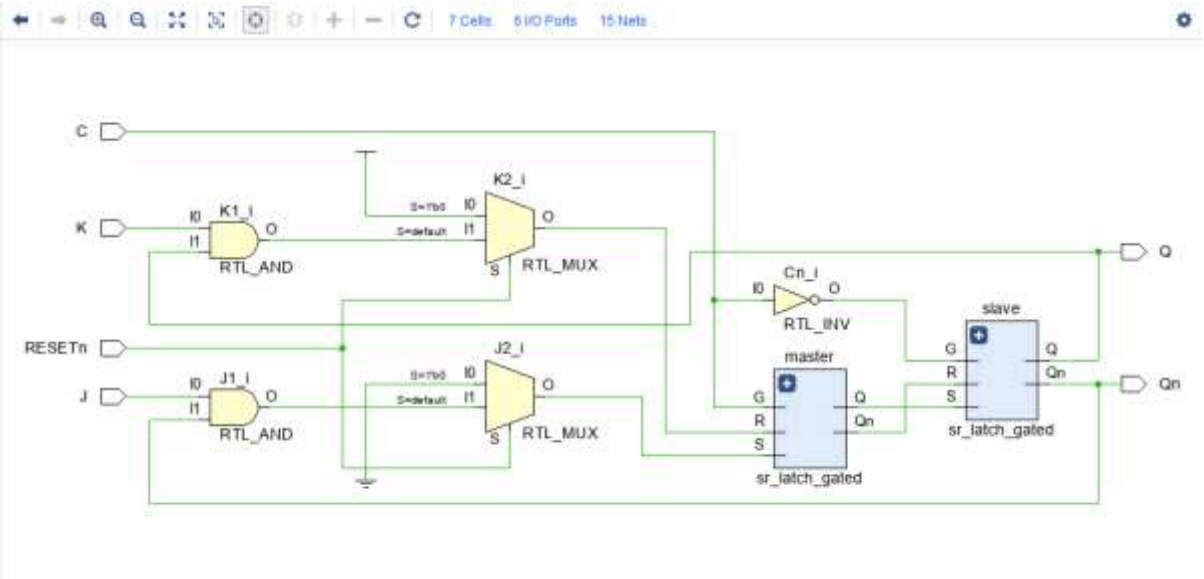 7 Cells 6 I/O Ports 15 Nets
C
K2_i
S=1'b0 I0 O
K1_i
K I0 O
S=default I1
I1
RTL_AND
S RTL_MUX
Q
Cn_i
I0 O
RTL_INV
slave
RESETn
J2_i
G Q
master
R Qn
S
Qn
sr_latch_gated
J1_i
S=1'b0 I0 O
J I0 O
S=default I1
I1
RTL_AND
S RTL_MUX
G Q
R Qn
S
sr_latch_gated